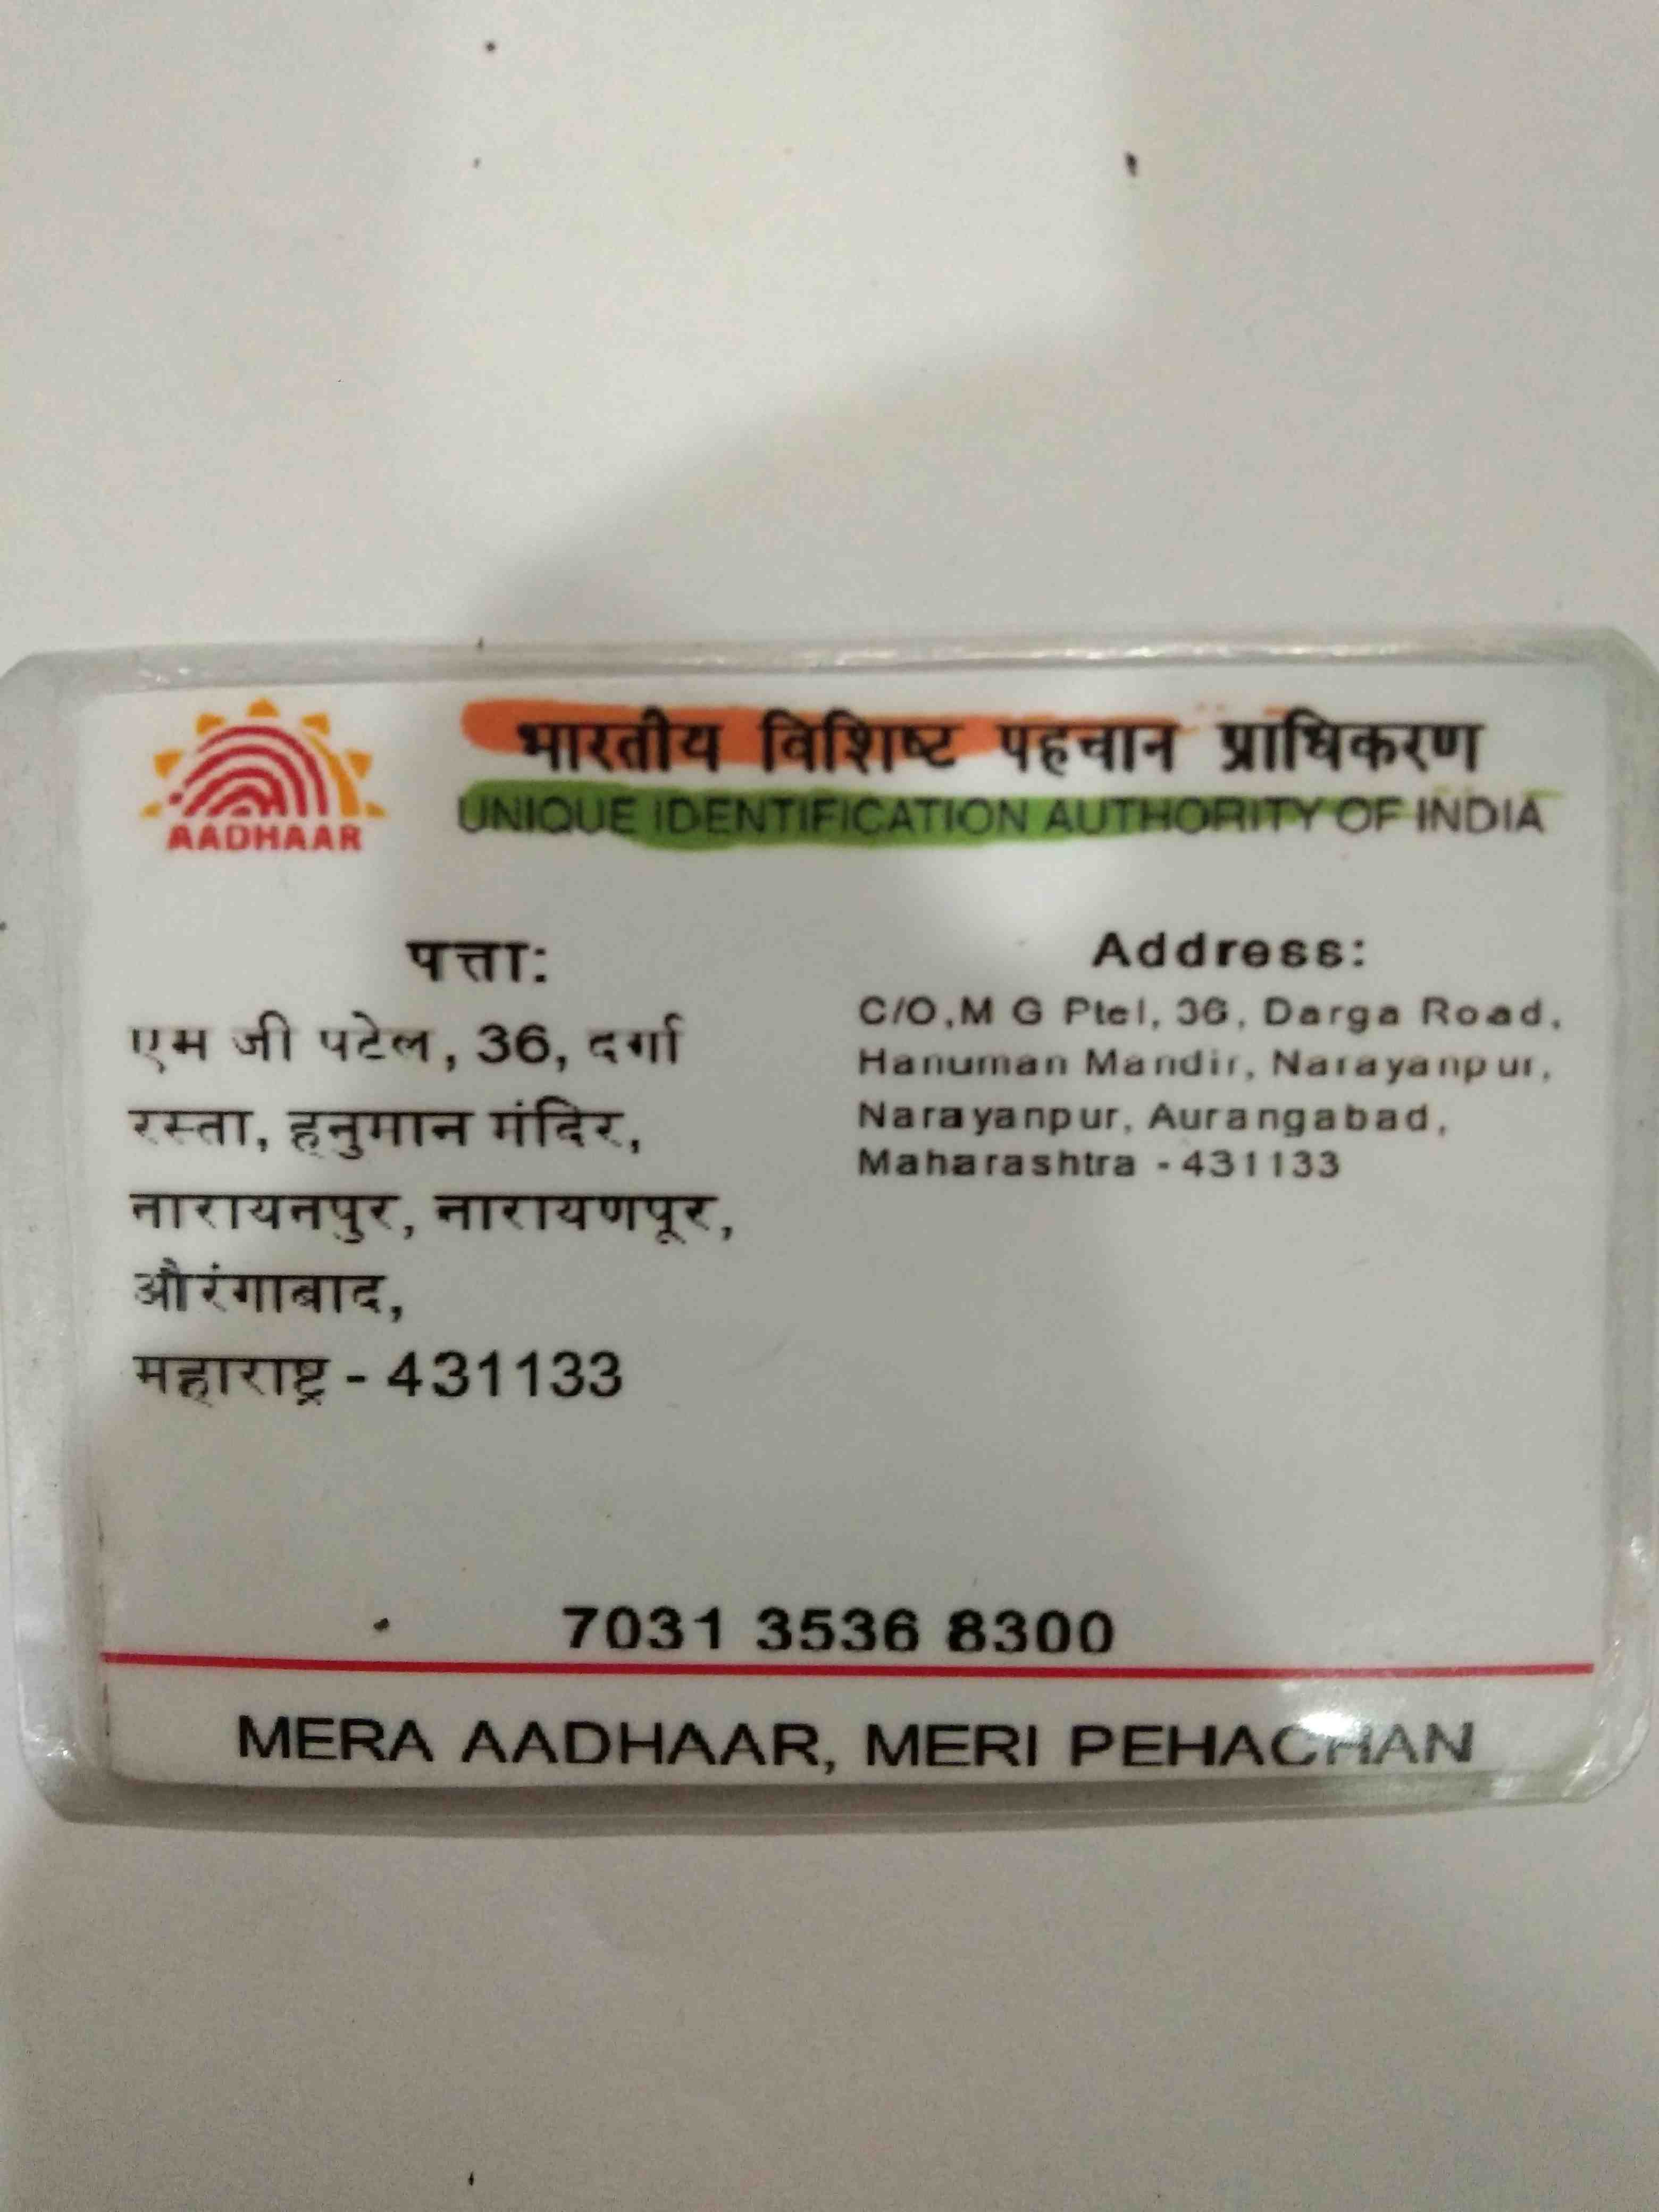 AADHAAR
भारतीय विशिष्ट पहचान प्राधिकरण
UNIQUE IDENTIFICATION AUTHORITY OF INDIA
पत्ता:
एम जी पटेल, 36, दर्गा
रस्ता, हनुमान मंदिर,
नारायनपुर, नारायणपूर,
औरंगाबाद,
महाराष्ट्र - 431133
Address:
C/O,M G Ptel, 36, Darga Road,
Hanuman Mandir, Narayanpur,
Narayanpur, Aurangabad,
Maharashtra - 431133
7031 3536 8300
MERA AADHAAR, MERI PEHACHAN